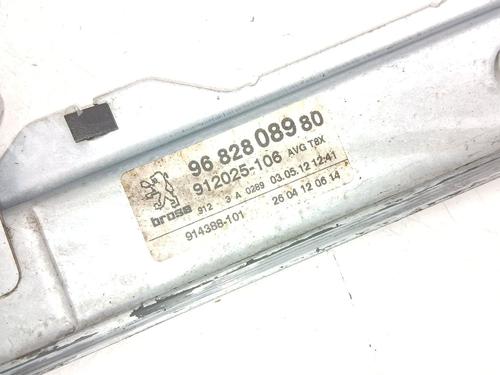 96 828 089 80
912025-106 AVG T8X
brose 912 3 A 0289 03.05.12 12:41
914388-101 26 04 12 06 14